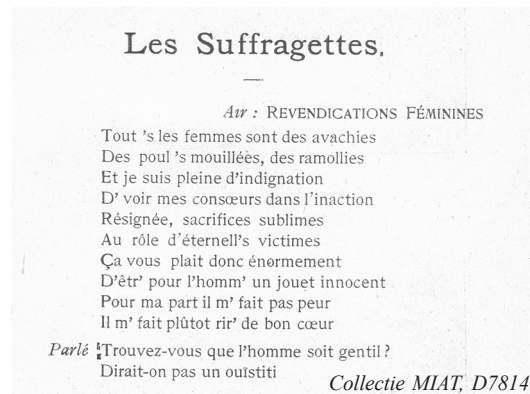 Les Suffragettes.
Air : REVENDICATIONS FÉMININES
Tout 's les femmes sont des avachies
Des poul 's mouilléès, des ramollies
Et je suis pleine d'indignation
D' voir mes consœurs dans l'inaction
Résignée, sacrifices sublimes
Au rôle d'éternell's victimes
Ça vous plait donc énormement
D'êtr' pour l'homm' un jouet innocent
Pour ma part il m' fait pas peur
Il m' fait plûtot rir' de bon cœur
Parlé : Trouvez-vous que l'homme soit gentil ?
Dirait-on pas un ouïstiti
Collectie MIAT, D7814